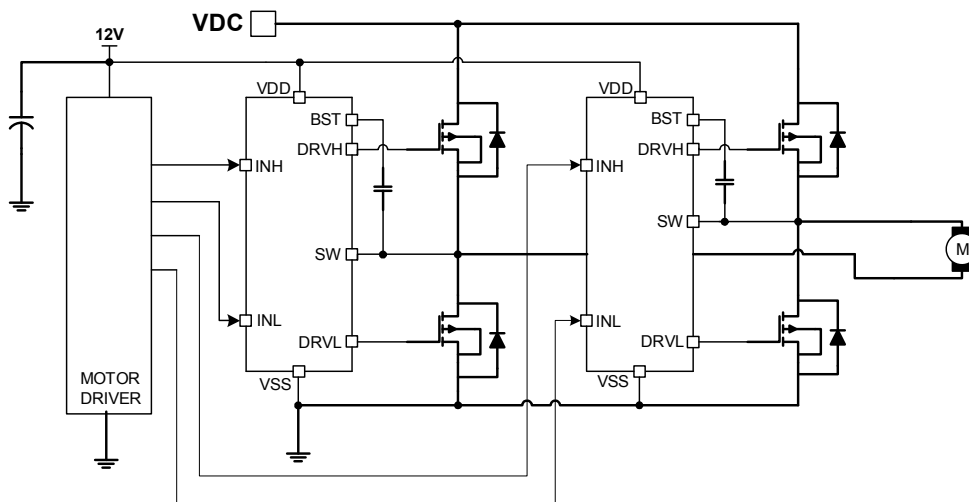 VDC
12V
VDD
BST
DRVH
INH
SW
INL
DRVL
VSS
MOTOR
DRIVER
VDD
BST
DRVH
INH
SW
INL
DRVL
VSS
M